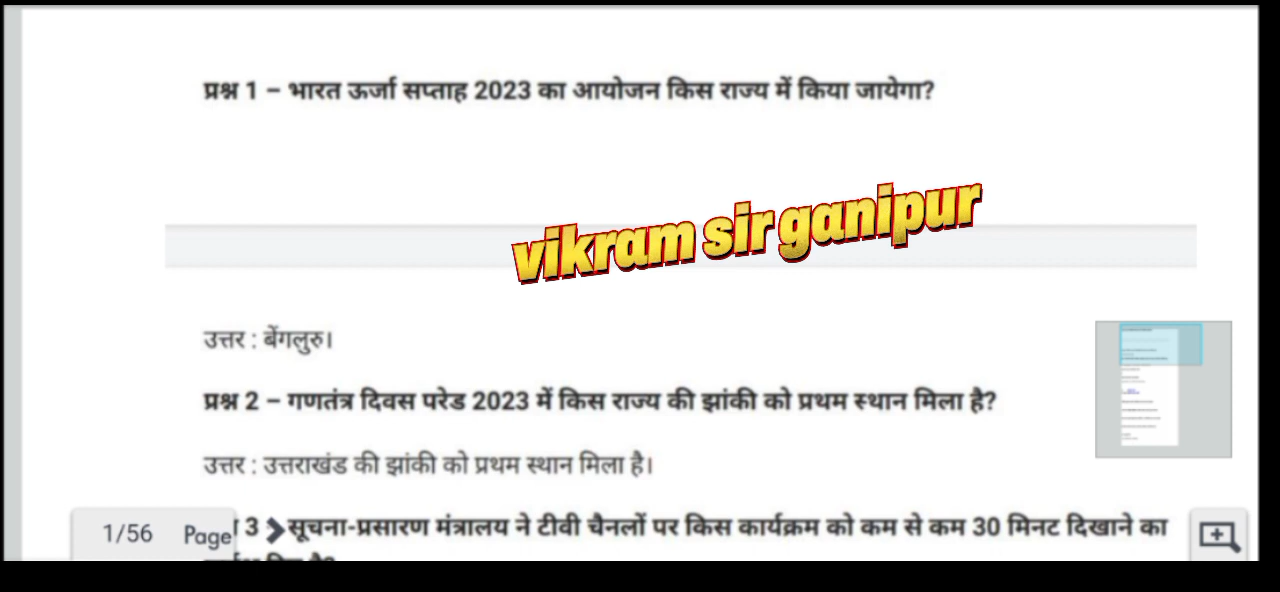 प्रश्न 1 – भारत ऊर्जा सप्ताह 2023 का आयोजन किस राज्य में किया जायेगा?
vikram sir ganipur
उत्तर : बेंगलुरु।
प्रश्न 2 – गणतंत्र दिवस परेड 2023 में किस राज्य की झांकी को प्रथम स्थान मिला है?
उत्तर : उत्तराखंड की झांकी को प्रथम स्थान मिला है।
3 सूचना-प्रसारण मंत्रालय ने टीवी चैनलों पर किस कार्यक्रम को कम से कम 30 मिनट दिखाने का
1/56 Page